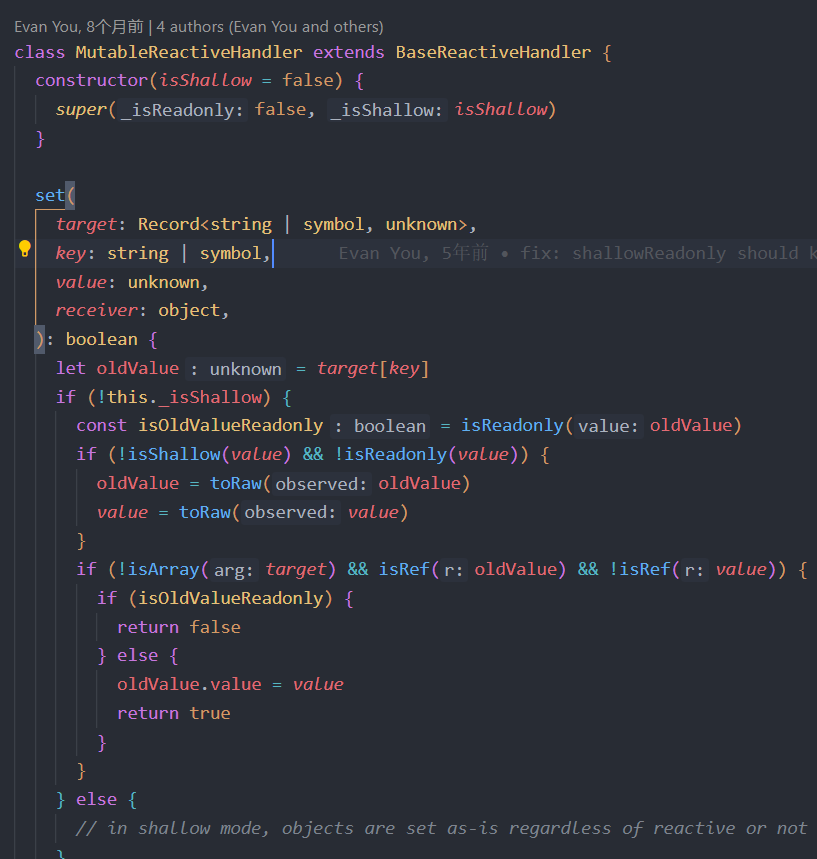 Evan You, 8个月前 | 4 authors (Evan You and others)
class MutableReactiveHandler extends BaseReactiveHandler {
constructor(isShallow = false) {
super(_isReadonly: false, _isShallow: isShallow)
}
set(
target: Record<string | symbol, unknown>,
key: string | symbol, Evan You, 5年前 • fix: shallowReadonly should k
value: unknown,
receiver: object,
): boolean {
let oldValue : unknown = target[key]
if (!this._isShallow) {
const isOldValueReadonly : boolean = isReadonly(value: oldValue)
if (!isShallow(value) && !isReadonly(value)) {
oldValue = toRaw(observed: oldValue)
value = toRaw(observed: value)
}
if (!isArray(arg: target) && isRef(r: oldValue) && !isRef(r: value)) {
if (isOldValueReadonly) {
return false
} else {
oldValue.value = value
return true
}
}
} else {
// in shallow mode, objects are set as-is regardless of reactive or not
}